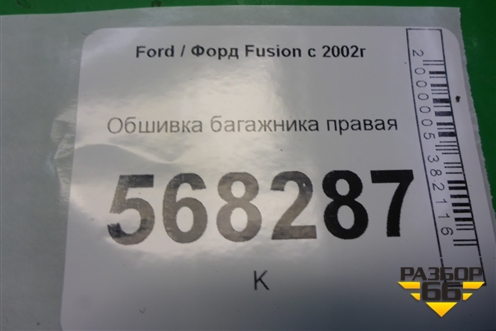 Ford / Форд Fusion с 2002г
Обшивка багажника правая
568287
К
2000005382116
РАЗБОР
66